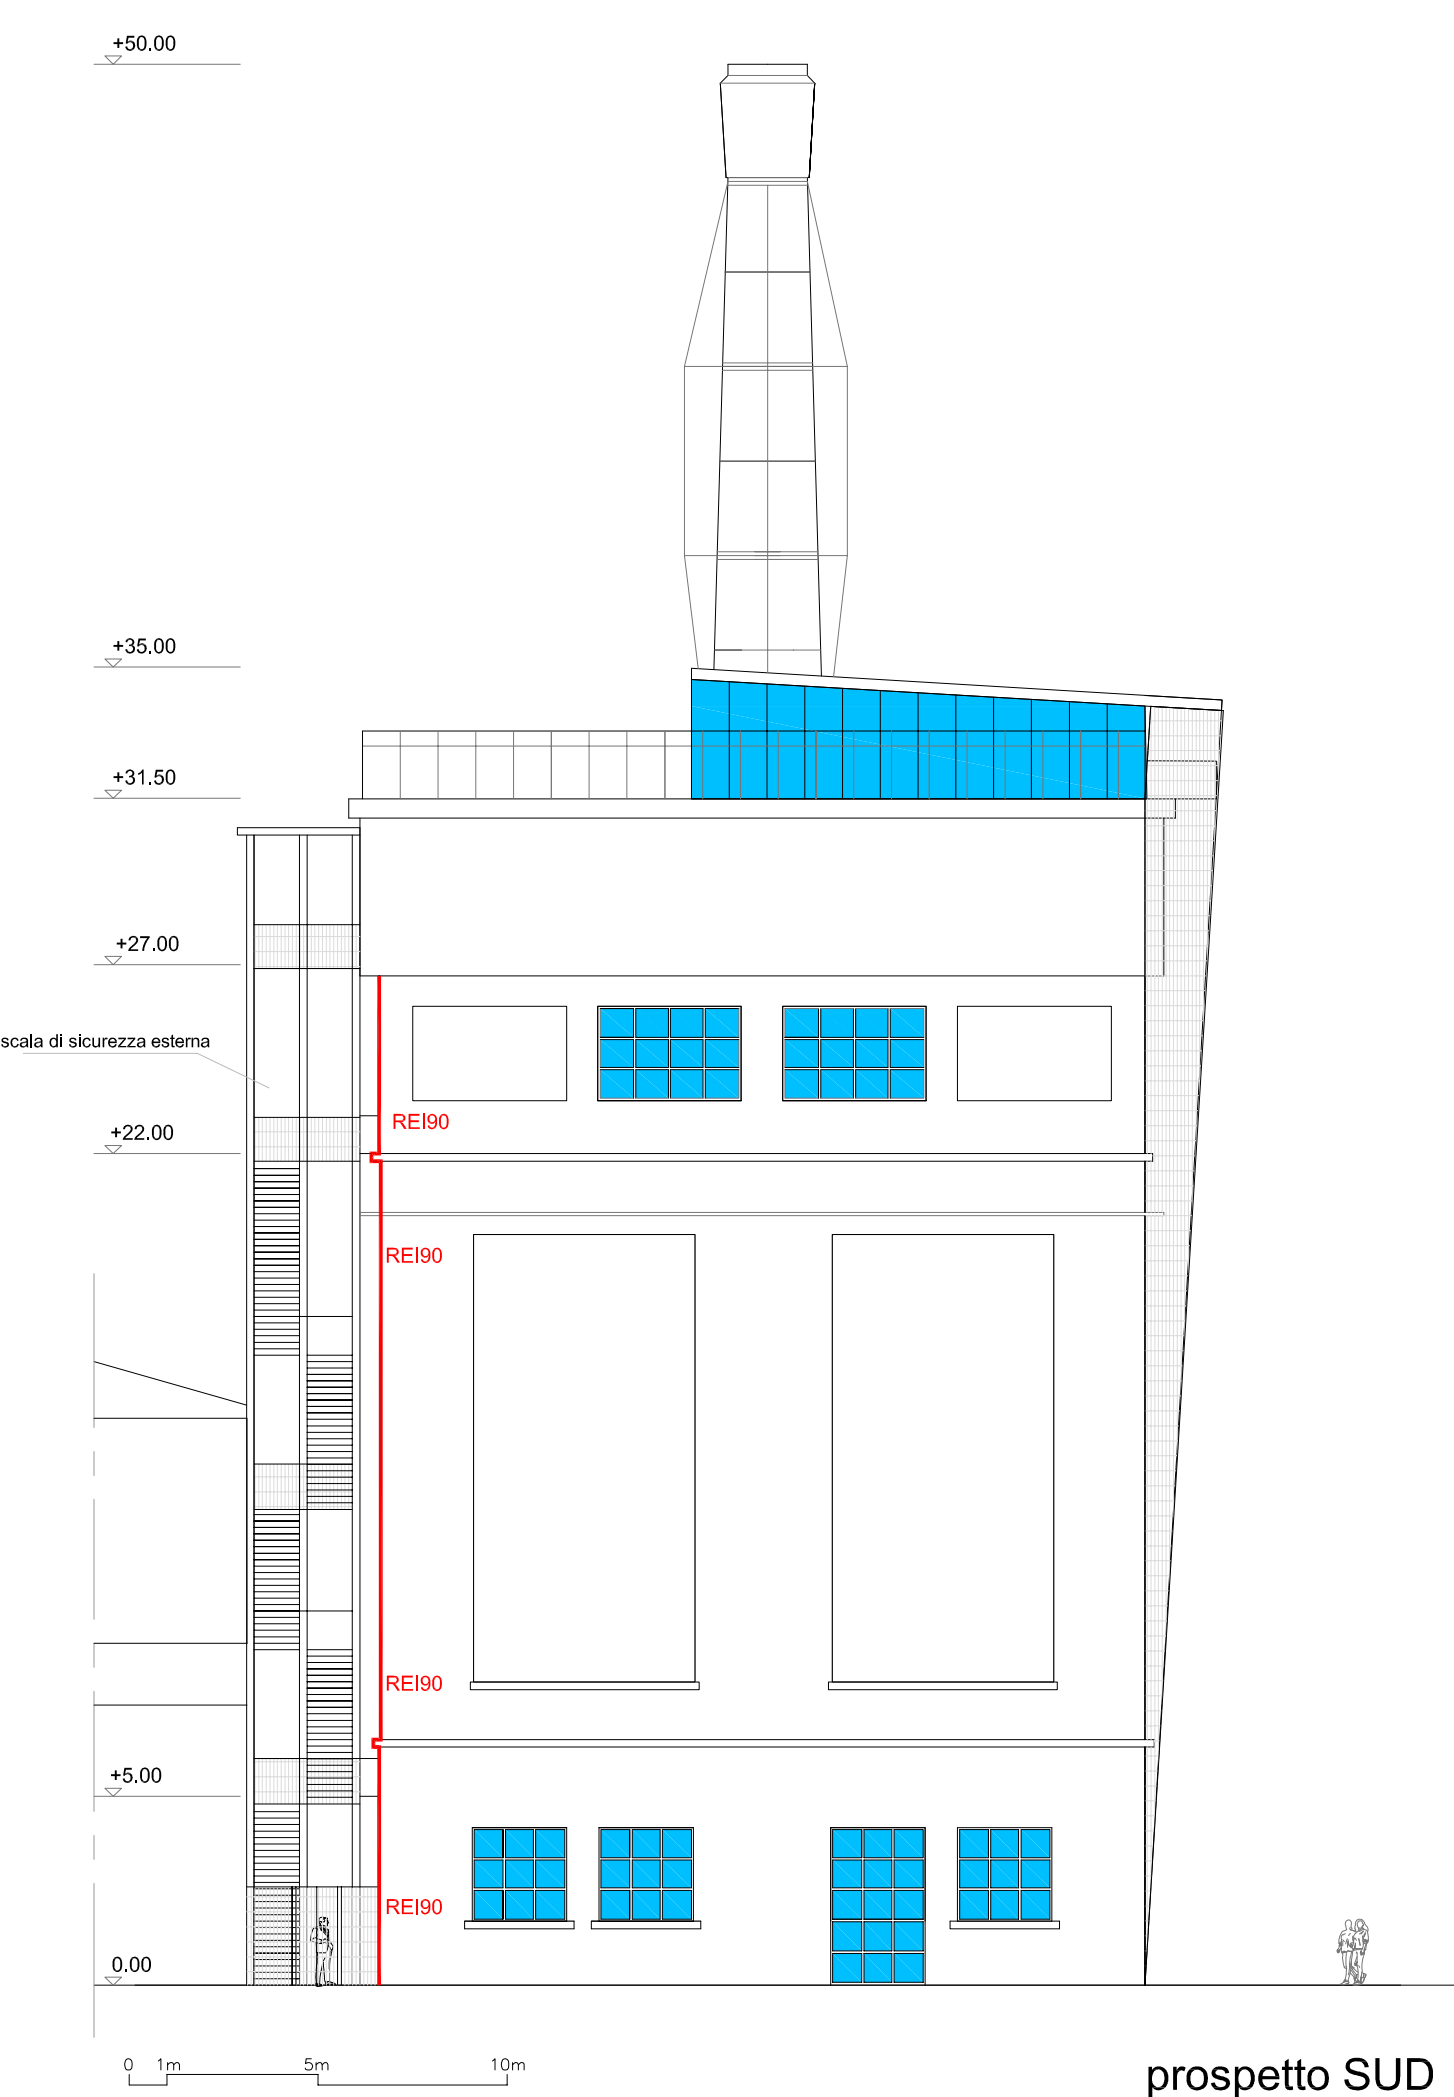 +50.00
+35.00
+31.50
+27.00
scala di sicurezza esterna
REI90
+22.00
REI90
REI90
+5.00
REI90
0.00
0 1m 5m 10m
prospetto SUD